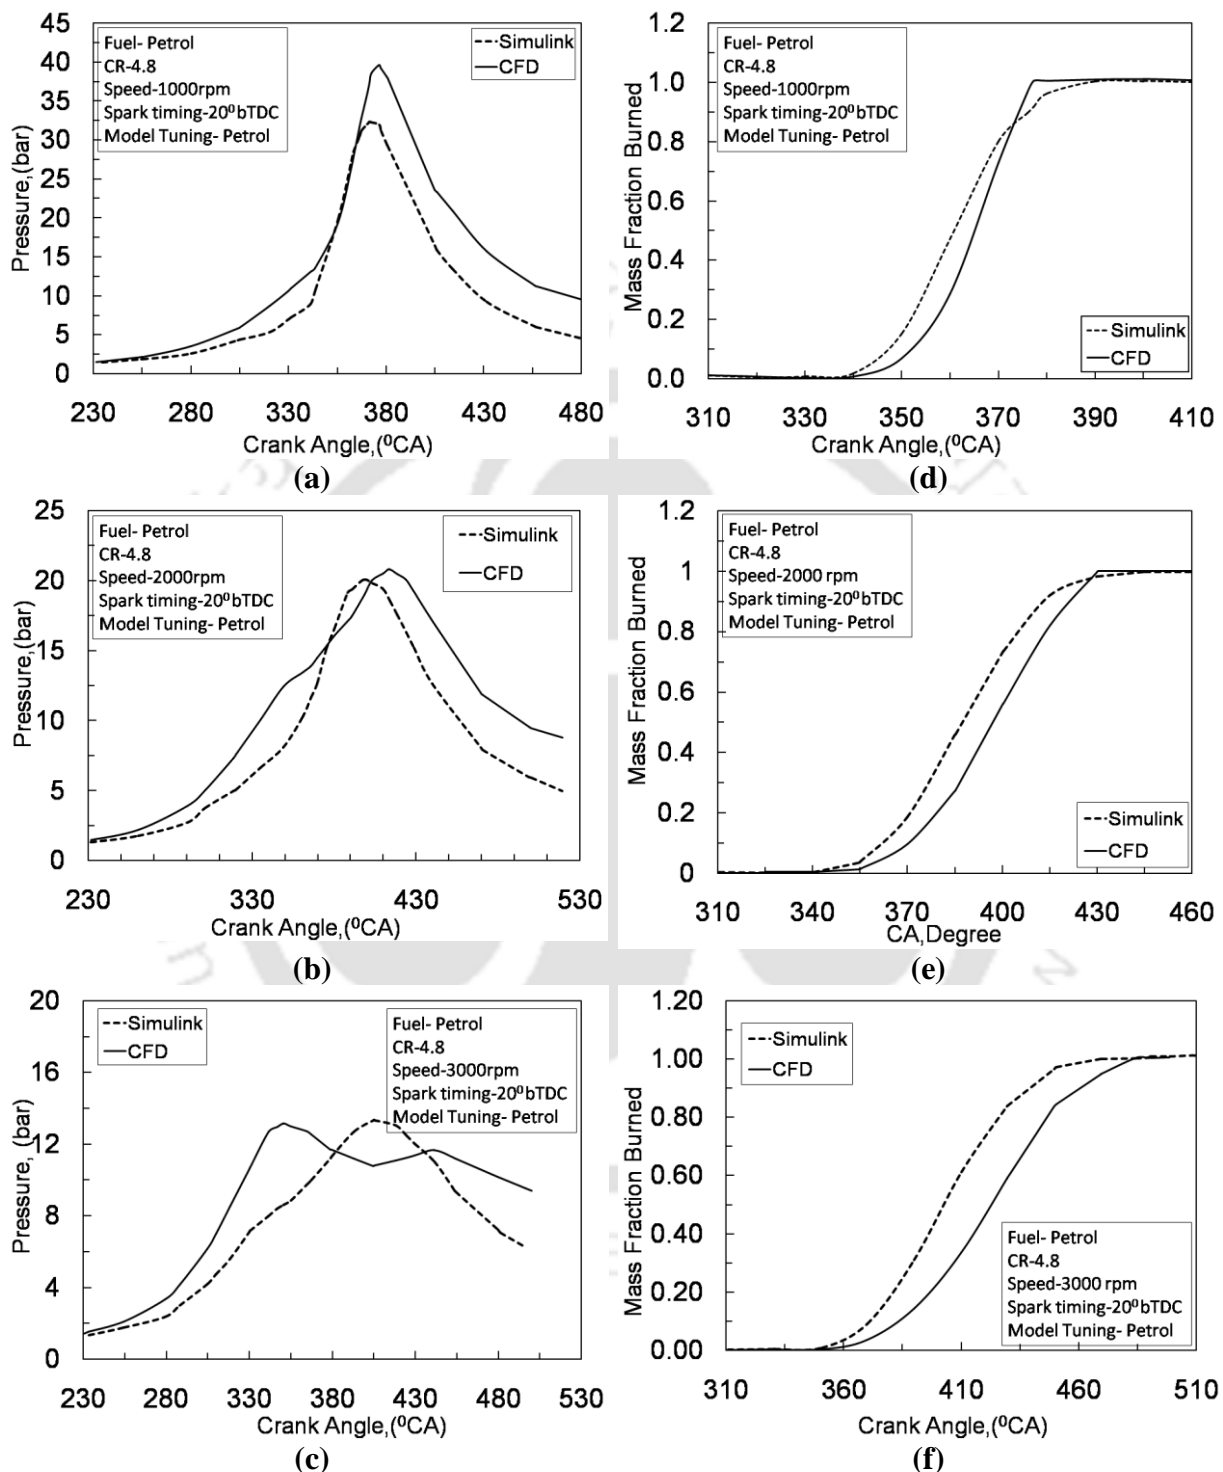 45
40
35
30
25
20
15
10
5
0
Pressure,(bar)
Fuel- Petrol
CR-4.8
Speed-1000rpm
Spark timing-20⁰bTDC
Model Tuning- Petrol
Simulink
CFD
230 280 330 380 430 480
Crank Angle,(⁰CA)
(a)
1.2
1.0
0.8
0.6
0.4
0.2
0.0
Mass Fraction Burned
Fuel- Petrol
CR-4.8
Speed-1000rpm
Spark timing-20⁰bTDC
Model Tuning- Petrol
Simulink
CFD
310 330 350 370 390 410
Crank Angle,(⁰CA)
(d)
25
20
15
10
5
0
Pressure,(bar)
Fuel- Petrol
CR-4.8
Speed-2000rpm
Spark timing-20⁰bTDC
Model Tuning- Petrol
Simulink
CFD
230 330 430 530
Crank Angle,(⁰CA)
(b)
1.2
1
0.8
0.6
0.4
0.2
0
Mass Fraction Burned
Fuel- Petrol
CR-4.8
Speed-2000 rpm
Spark timing-20⁰bTDC
Model Tuning- Petrol
Simulink
CFD
310 340 370 400 430 460
CA,Degree
(e)
20
16
12
8
4
0
Pressure, (bar)
Simulink
CFD
Fuel- Petrol
CR-4.8
Speed-3000rpm
Spark timing-20⁰bTDC
Model Tuning- Petrol
230 280 330 380 430 480 530
Crank Angle,(⁰CA)
(c)
1.20
1.00
0.80
0.60
0.40
0.20
0.00
Mass Fraction Burned
Simulink
CFD
Fuel- Petrol
CR-4.8
Speed-3000 rpm
Spark timing-20⁰bTDC
Model Tuning- Petrol
310 360 410 460 510
Crank Angle,(⁰CA)
(f)